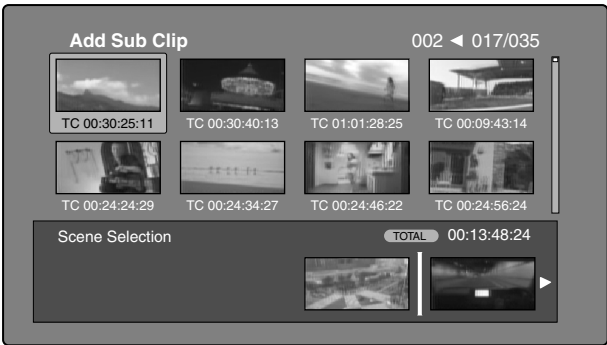 Add Sub Clip 002 ◄ 017/035
TC 00:30:25:11 TC 00:30:40:13 TC 01:01:28:25 TC 00:09:43:14
TC 00:24:24:29 TC 00:24:34:27 TC 00:24:46:22 TC 00:24:56:24
Scene Selection TOTAL 00:13:48:24